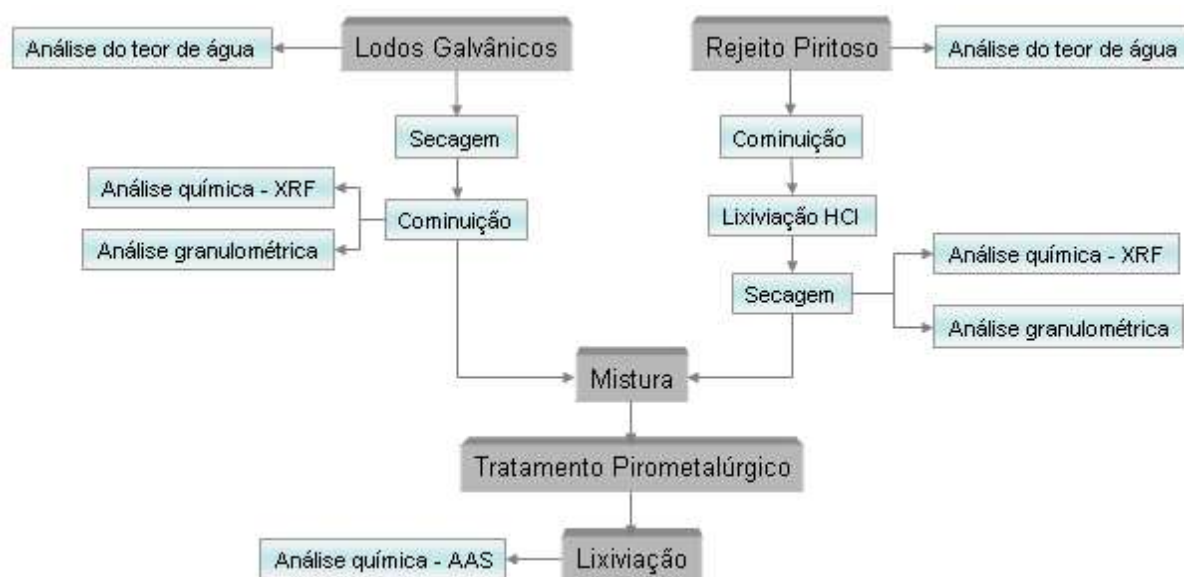 Análise do teor de água
Lodos Galvânicos
Rejeito Piritoso
Análise do teor de água
Secagem
Cominuição
Análise química - XRF
Análise granulométrica
Cominuição
Lixiviação HCl
Secagem
Análise química - XRF
Análise granulométrica
Mistura
Tratamento Pirometalúrgico
Lixiviação
Análise química - AAS